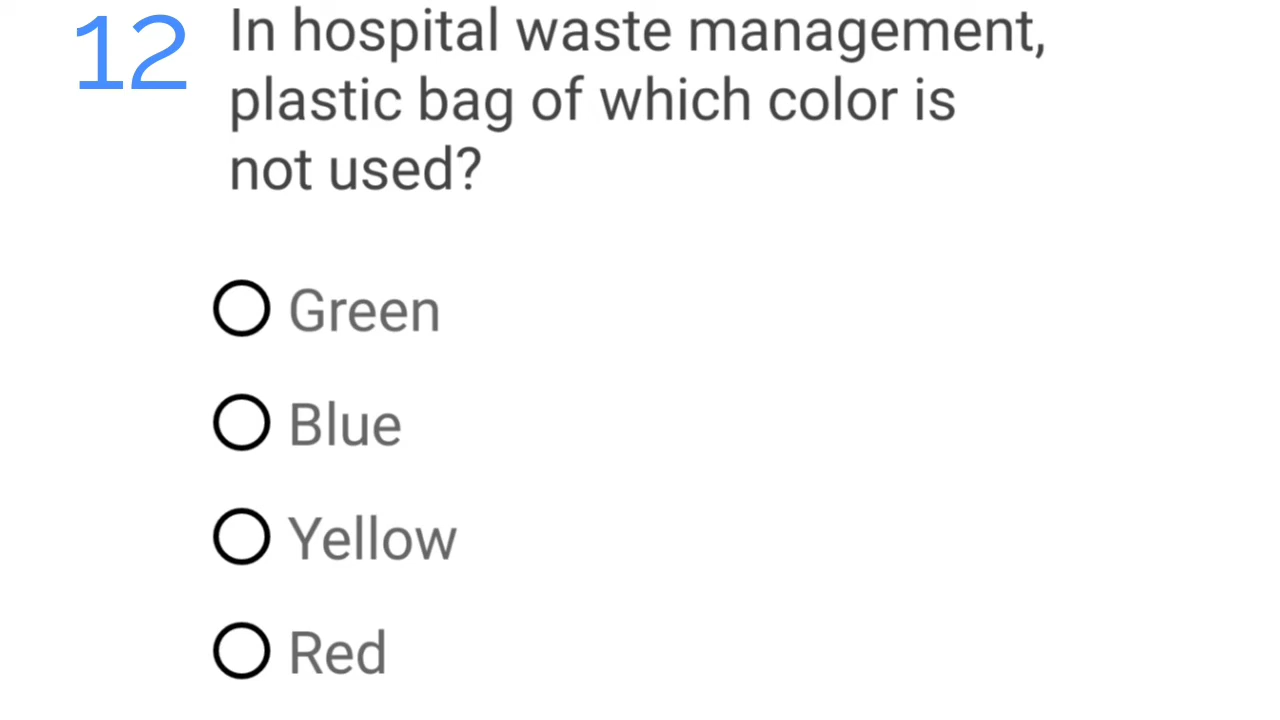 12 In hospital waste management,
plastic bag of which color is
not used?
Green
Blue
Yellow
Red